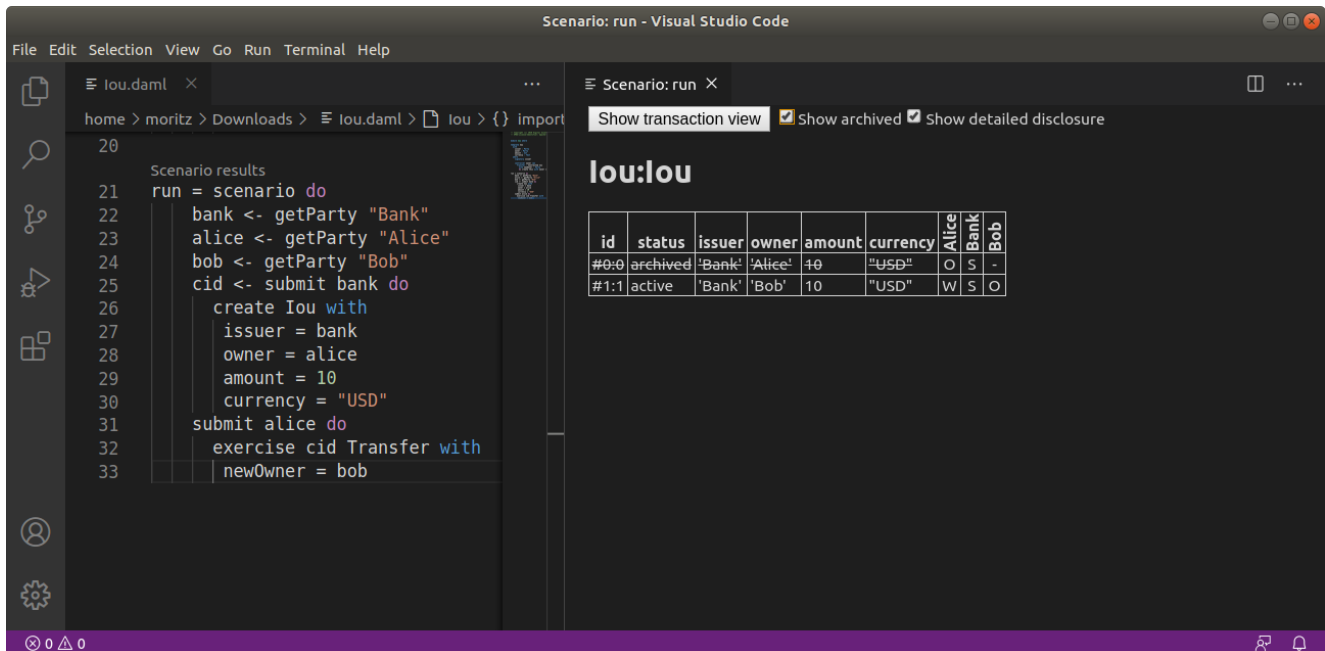 Scenario: run - Visual Studio Code
File Edit Selection View Go Run Terminal Help
Iou.daml
home > moritz > Downloads > Iou.daml > Iou > {} import
20
Scenario results
21 run = scenario do
22 bank <- getParty "Bank"
23 alice <- getParty "Alice"
24 bob <- getParty "Bob"
25 cid <- submit bank do
26 create Iou with
27 issuer = bank
28 owner = alice
29 amount = 10
30 currency = "USD"
31 submit alice do
32 exercise cid Transfer with
33 newOwner = bob
0 0
Scenario: run
Show transaction view Show archived Show detailed disclosure
Iou:Iou
id status issuer owner amount currency Alice Bank Bob
#0:0 archived 'Bank' 'Alice' 10 "USD" O S -
#1:1 active 'Bank' 'Bob' 10 "USD" W S O